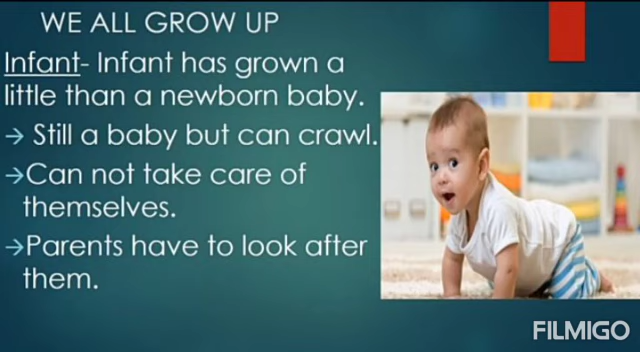 WE ALL GROW UP
Infant- Infant has grown a
little than a newborn baby.
→ Still a baby but can crawl.
→Can not take care of
themselves.
→Parents have to look after
them.
FILMIGO